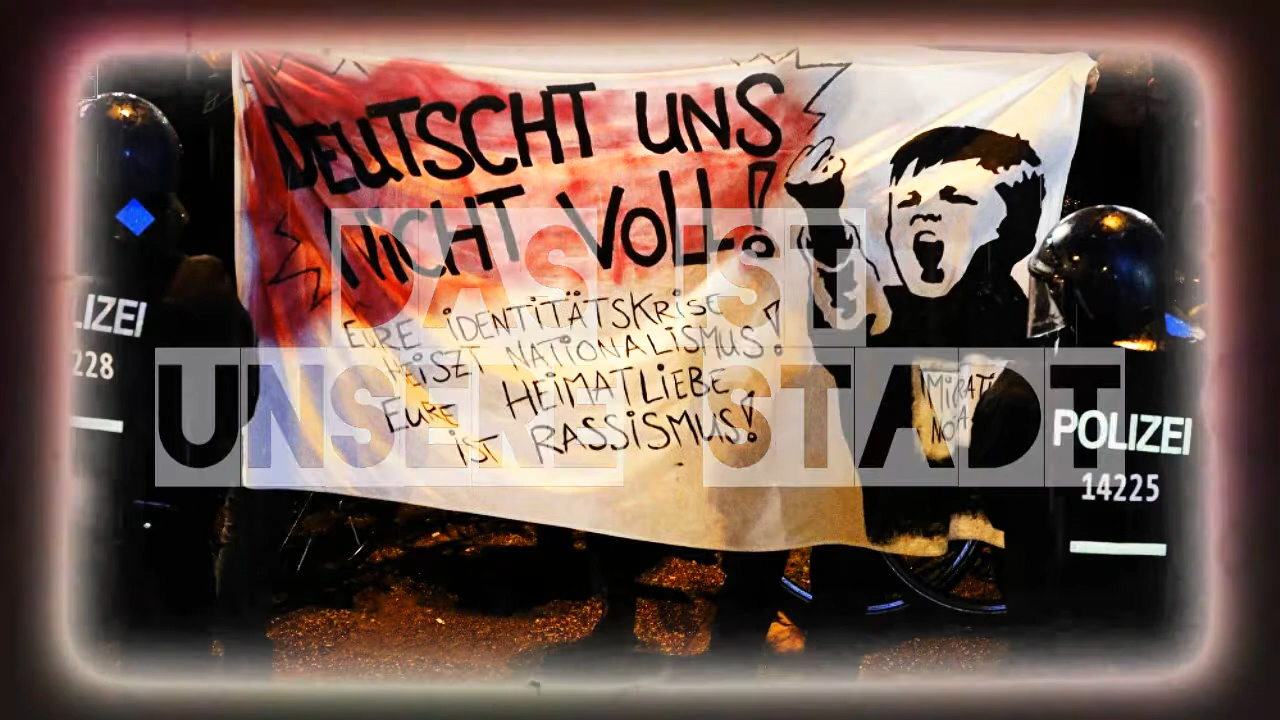 DEUTSCHT UNS
NICHT VOLL!
EURE IDENTITÄTSKRISE
HEISZT NATIONALISMUS!
EURE HEIMATLIEBE
IST RASSISMUS!
DAS IST
UNSERE STADT
LIZEI
228
POLIZEI
14225